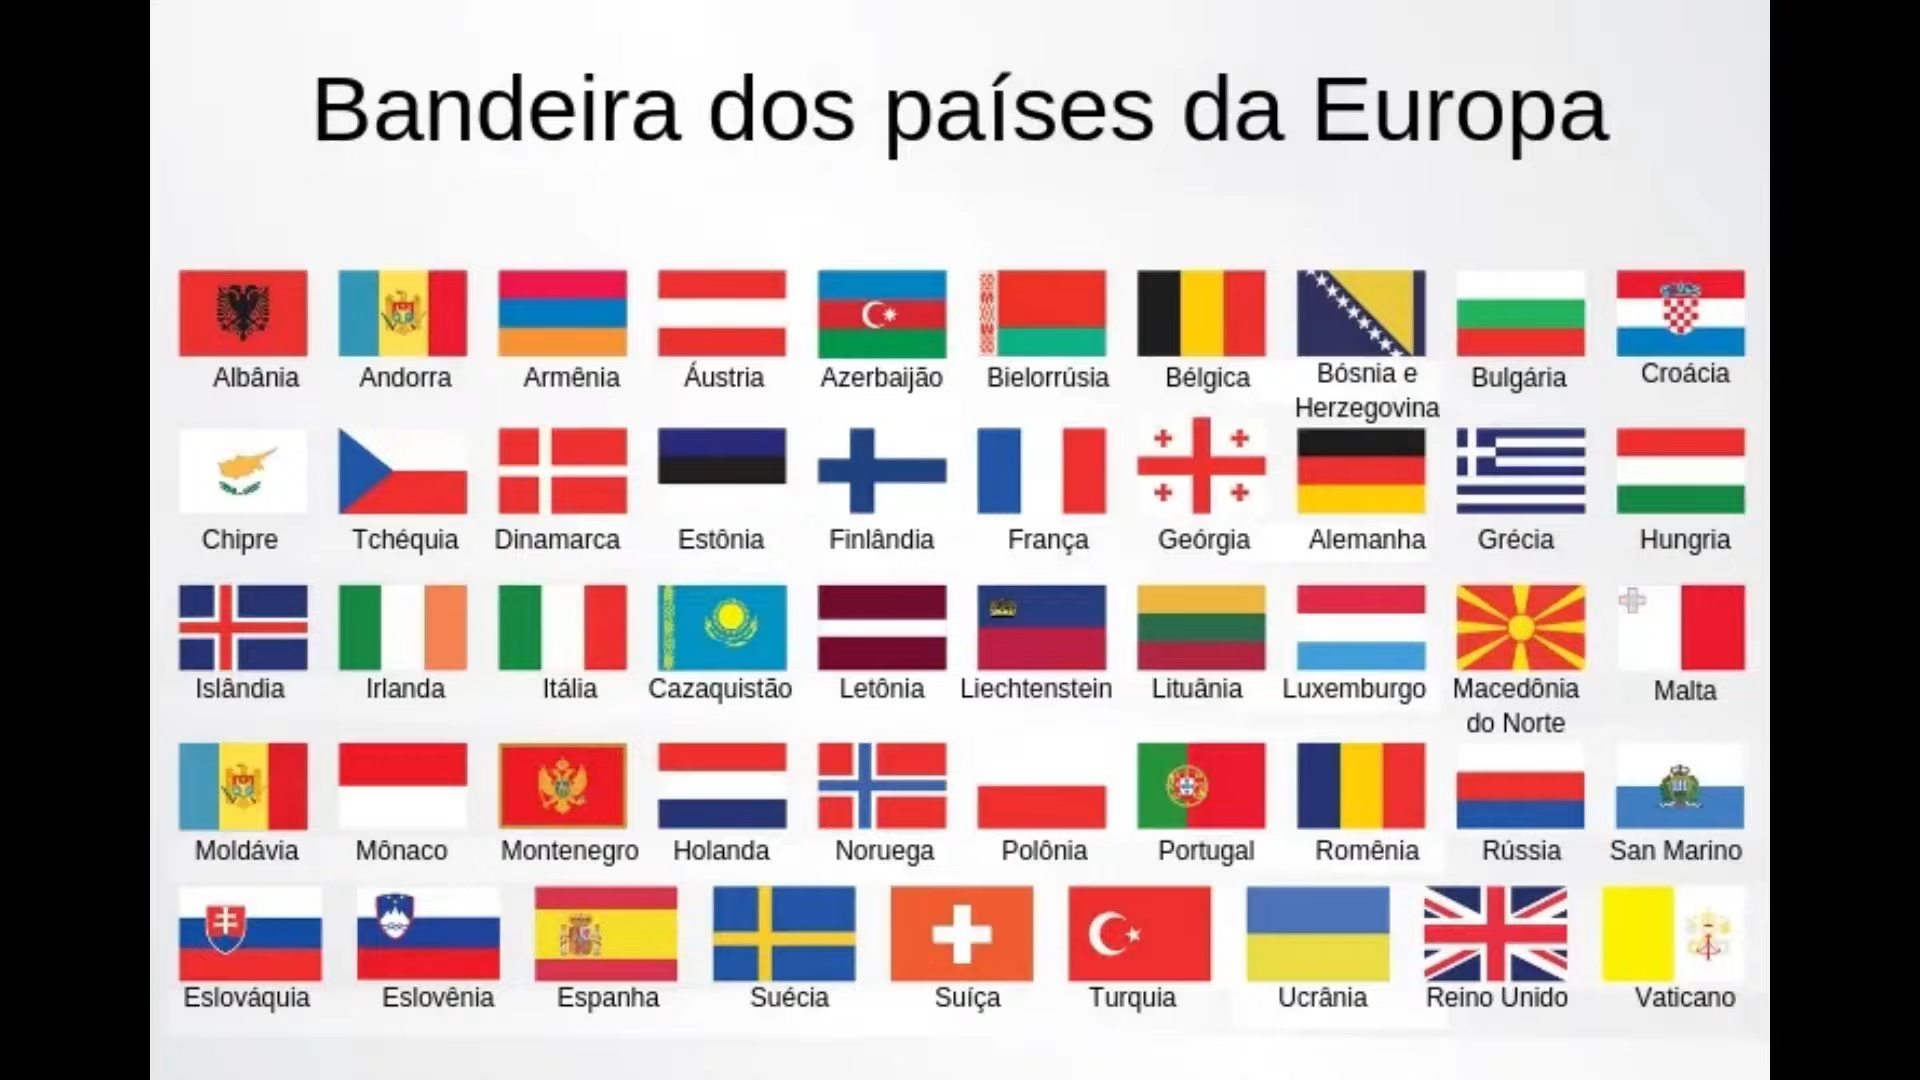 Bandeira dos países da Europa
Albânia
Andorra
Armênia
Áustria
Azerbaijão
Bielorrúsia
Bélgica
Bósnia e
Herzegovina
Bulgária
Croácia
Chipre
Tchéquia
Dinamarca
Estônia
Finlândia
França
Geórgia
Alemanha
Grécia
Hungria
Islândia
Irlanda
Itália
Cazaquistão
Letônia
Liechtenstein
Lituânia
Luxemburgo
Macedônia
do Norte
Malta
Moldávia
Mônaco
Montenegro
Holanda
Noruega
Polônia
Portugal
Romênia
Rússia
San Marino
Eslováquia
Eslovênia
Espanha
Suécia
Suíça
Turquia
Ucrânia
Reino Unido
Vaticano